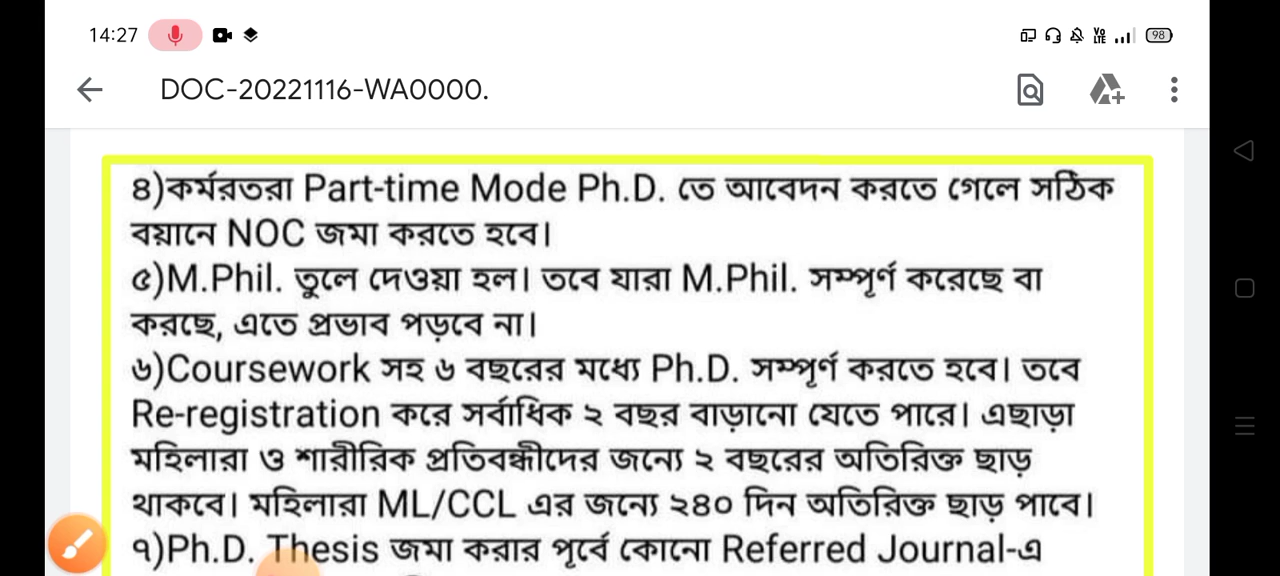 14:27
VO LTE 98
DOC-20221116-WA0000.
৪)কর্মরতরা Part-time Mode Ph.D. তে আবেদন করতে গেলে সঠিক
বয়ানে NOC জমা করতে হবে।
৫)M.Phil. তুলে দেওয়া হল। তবে যারা M.Phil. সম্পূর্ণ করেছে বা
করছে, এতে প্রভাব পড়বে না।
৬)Coursework সহ ৬ বছরের মধ্যে Ph.D. সম্পূর্ণ করতে হবে। তবে
Re-registration করে সর্বাধিক ২ বছর বাড়ানো যেতে পারে। এছাড়া
মহিলারা ও শারীরিক প্রতিবন্ধীদের জন্যে ২ বছরের অতিরিক্ত ছাড়
থাকবে। মহিলারা ML/CCL এর জন্যে ২৪০ দিন অতিরিক্ত ছাড় পাবে।
৭)Ph.D. Thesis জমা করার পূর্বে কোনো Referred Journal-এ